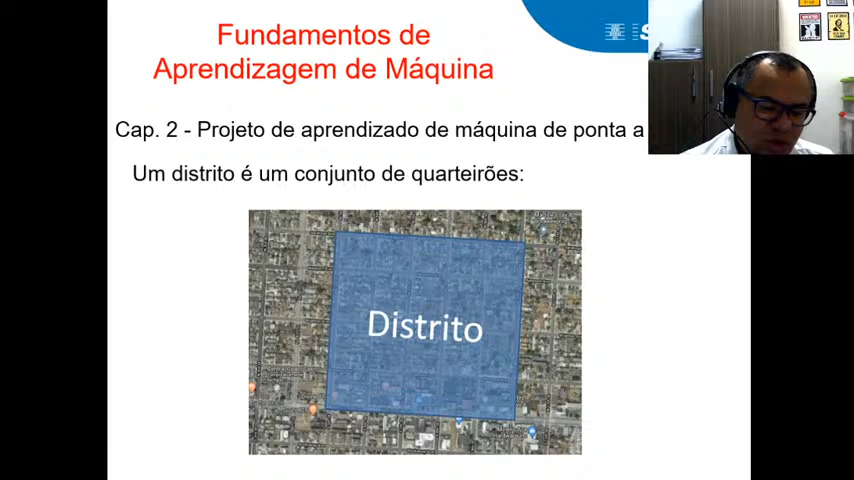 Fundamentos de
Aprendizagem de Máquina
Cap. 2 - Projeto de aprendizado de máquina de ponta a
Um distrito é um conjunto de quarteirões:
Distrito